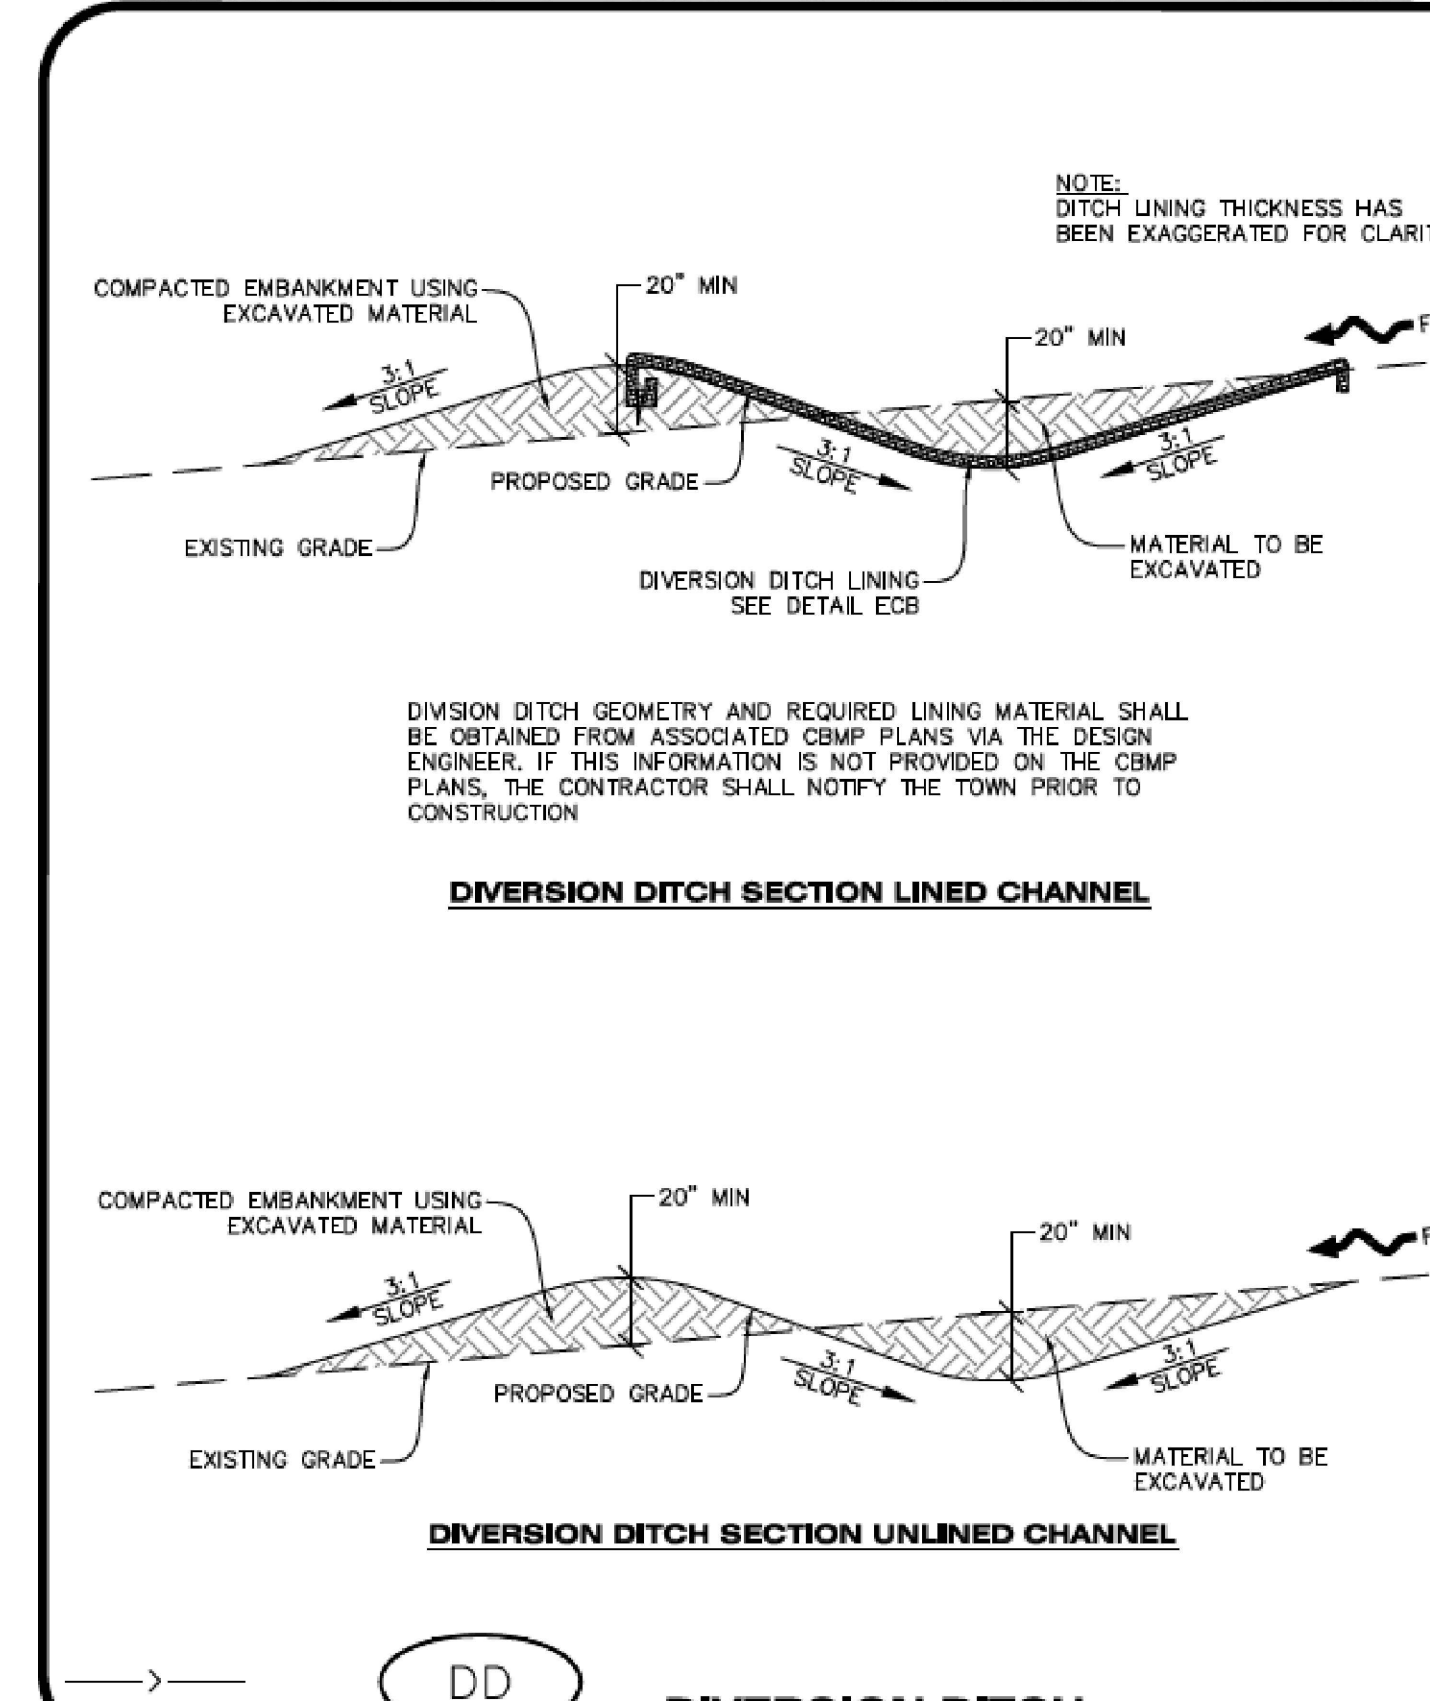 NOTE:
DITCH LINING THICKNESS HAS
BEEN EXAGGERATED FOR
COMPACTED EMBANKMENT USING
EXCAVATED MATERIAL
20" MIN
20" MIN
3:1
SLOPE
PROPOSED GRADE
3:1
SLOPE
3:1
SLOPE
EXISTING GRADE
MATERIAL TO BE
EXCAVATED
DIVERSION DITCH LINING
SEE DETAIL ECB
DIVISION DITCH GEOMETRY AND REQUIRED LINING MATERIAL SHALL
BE OBTAINED FROM ASSOCIATED CBMP PLANS VIA THE DESIGN
ENGINEER. IF THIS INFORMATION IS NOT PROVIDED ON THE CBMP
PLANS, THE CONTRACTOR SHALL NOTIFY THE TOWN PRIOR TO
CONSTRUCTION
DIVERSION DITCH SECTION LINED CHANNEL
COMPACTED EMBANKMENT USING
EXCAVATED MATERIAL
20" MIN
20" MIN
3:1
SLOPE
PROPOSED GRADE
3:1
SLOPE
3:1
SLOPE
EXISTING GRADE
MATERIAL TO BE
EXCAVATED
DIVERSION DITCH SECTION UNLINED CHANNEL
DD
DIVERSION DITCH